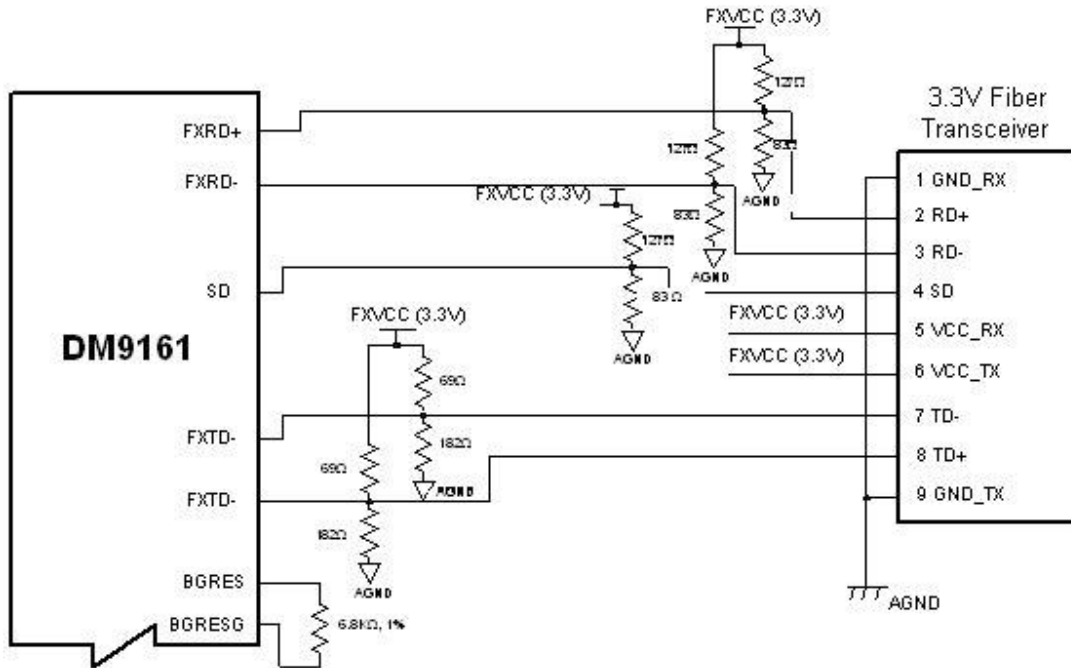 FXVCC (3.3V)
127Ω
3.3V Fiber
Transceiver
FXRD+
127Ω
83Ω
FXRD-
1 GND_RX
FXVCC (3.3V)
AGND
83Ω
2 RD+
127Ω
3 RD-
AGND
SD
83Ω
4 SD
FXVCC (3.3V)
FXVCC (3.3V)
5 VCC_RX
DM9161
AGND
FXVCC (3.3V)
6 VCC_TX
69Ω
7 TD-
FXTD-
182Ω
8 TD+
69Ω
AGND
FXTD-
9 GND_TX
182Ω
AGND
BGRES
AGND
BGRESG
6.8KΩ, 1%